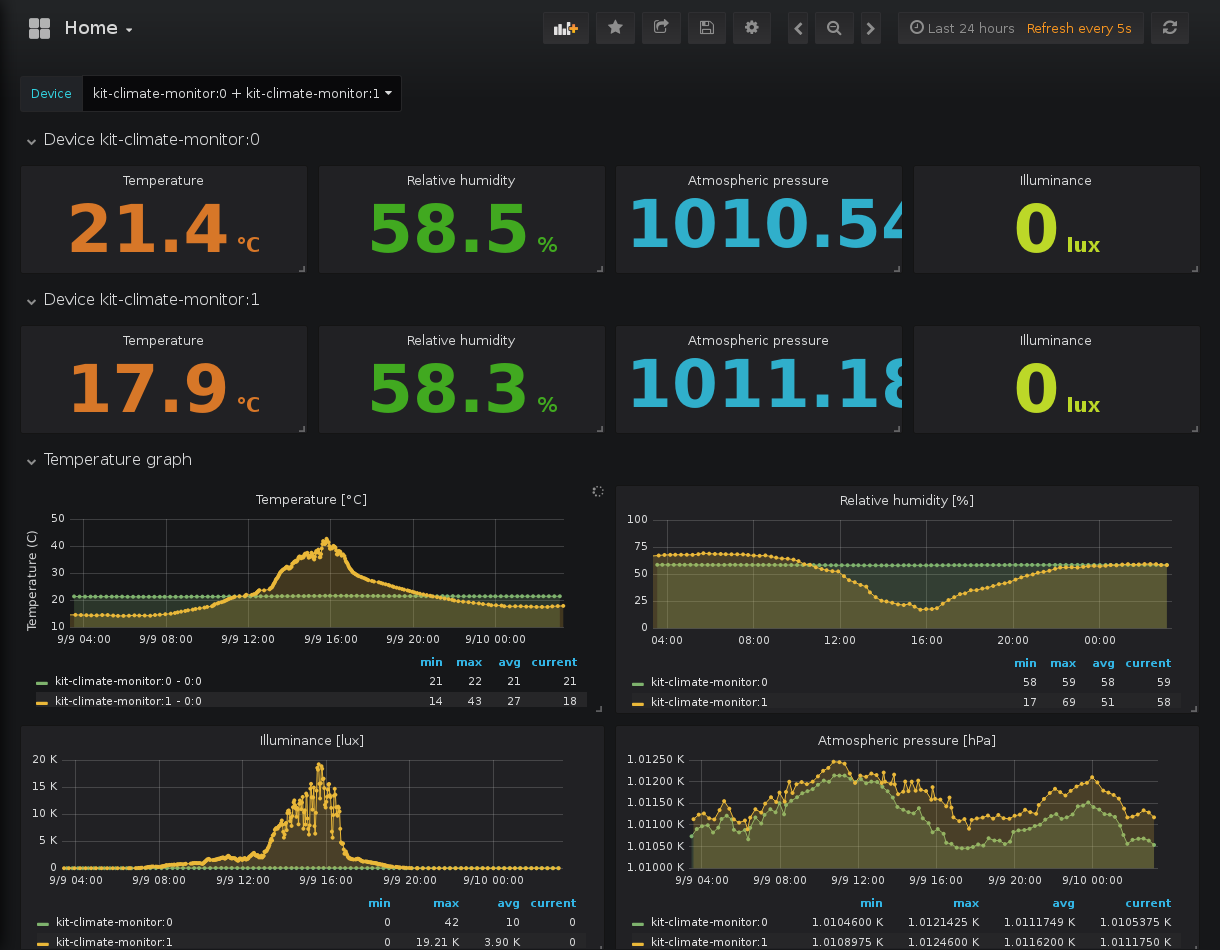 Home
Last 24 hours Refresh every 5s
Device kit-climate-monitor:0 + kit-climate-monitor:1
Device kit-climate-monitor:0
Temperature Relative humidity Atmospheric pressure Illuminance
21.4 °C 58.5 % 1010.54 0 lux
Device kit-climate-monitor:1
Temperature Relative humidity Atmospheric pressure Illuminance
17.9 °C 58.3 % 1011.18 0 lux
Temperature graph
Temperature [°C]
Temperature (C)
50
40
30
20
10
9/9 04:00 9/9 08:00 9/9 12:00 9/9 16:00 9/9 20:00 9/10 00:00
min max avg current
kit-climate-monitor:0 - 0:0 21 22 21 21
kit-climate-monitor:1 - 0:0 14 43 27 18
Relative humidity [%]
100
75
50
25
0
04:00 08:00 12:00 16:00 20:00 00:00
min max avg current
kit-climate-monitor:0 58 59 58 59
kit-climate-monitor:1 17 69 51 58
Illuminance [lux]
20 K
15 K
10 K
5 K
0
9/9 04:00 9/9 08:00 9/9 12:00 9/9 16:00 9/9 20:00 9/10 00:00
min max avg current
kit-climate-monitor:0 0 42 10 0
kit-climate-monitor:1 0 19.21 K 3.90 K 0
Atmospheric pressure [hPa]
1.01250 K
1.01200 K
1.01150 K
1.01100 K
1.01050 K
1.01000 K
9/9 04:00 9/9 08:00 9/9 12:00 9/9 16:00 9/9 20:00 9/10 00:00
min max avg current
kit-climate-monitor:0 1.0104600 K 1.0121425 K 1.0111749 K 1.0105375 K
kit-climate-monitor:1 1.0108975 K 1.0124600 K 1.0116200 K 1.0111750 K